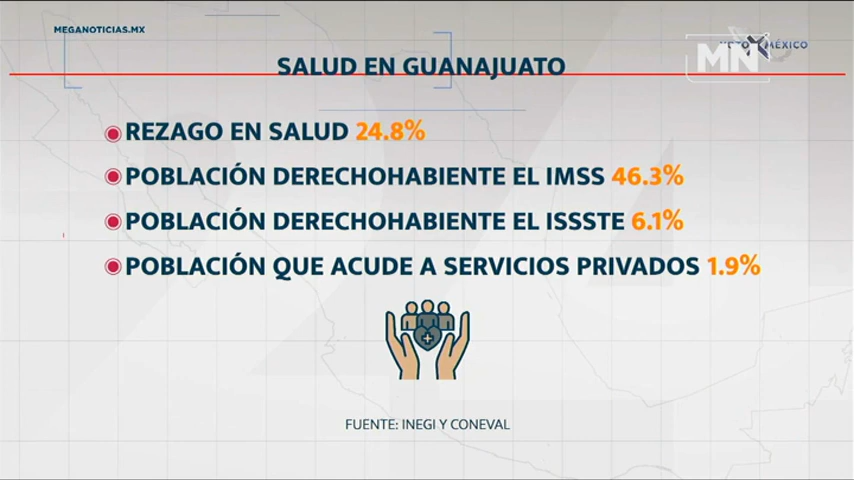 MEGANOTICIAS.MX
MN
MÉXICO
SALUD EN GUANAJUATO
REZAGO EN SALUD 24.8%
POBLACIÓN DERECHOHABIENTE EL IMSS 46.3%
POBLACIÓN DERECHOHABIENTE EL ISSSTE 6.1%
POBLACIÓN QUE ACUDE A SERVICIOS PRIVADOS 1.9%
FUENTE: INEGI Y CONEVAL